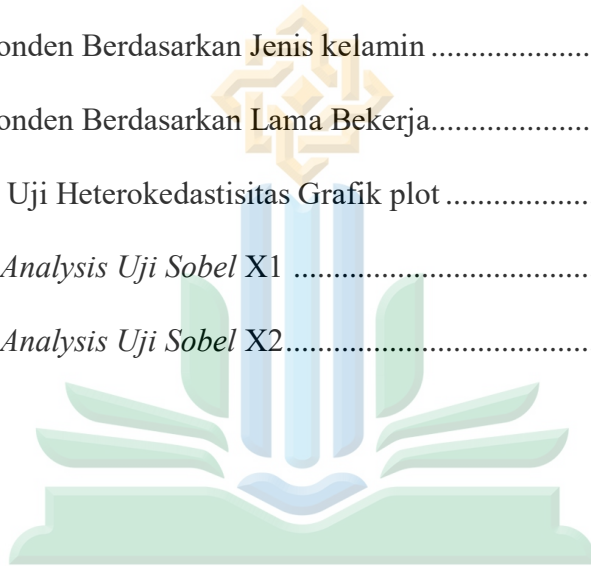 onden Berdasarkan Jenis kelamin ....................
onden Berdasarkan Lama Bekerja....................
Uji Heterokedastisitas Grafik plot ..................
Analysis Uji Sobel X1 ....................................
Analysis Uji Sobel X2.....................................